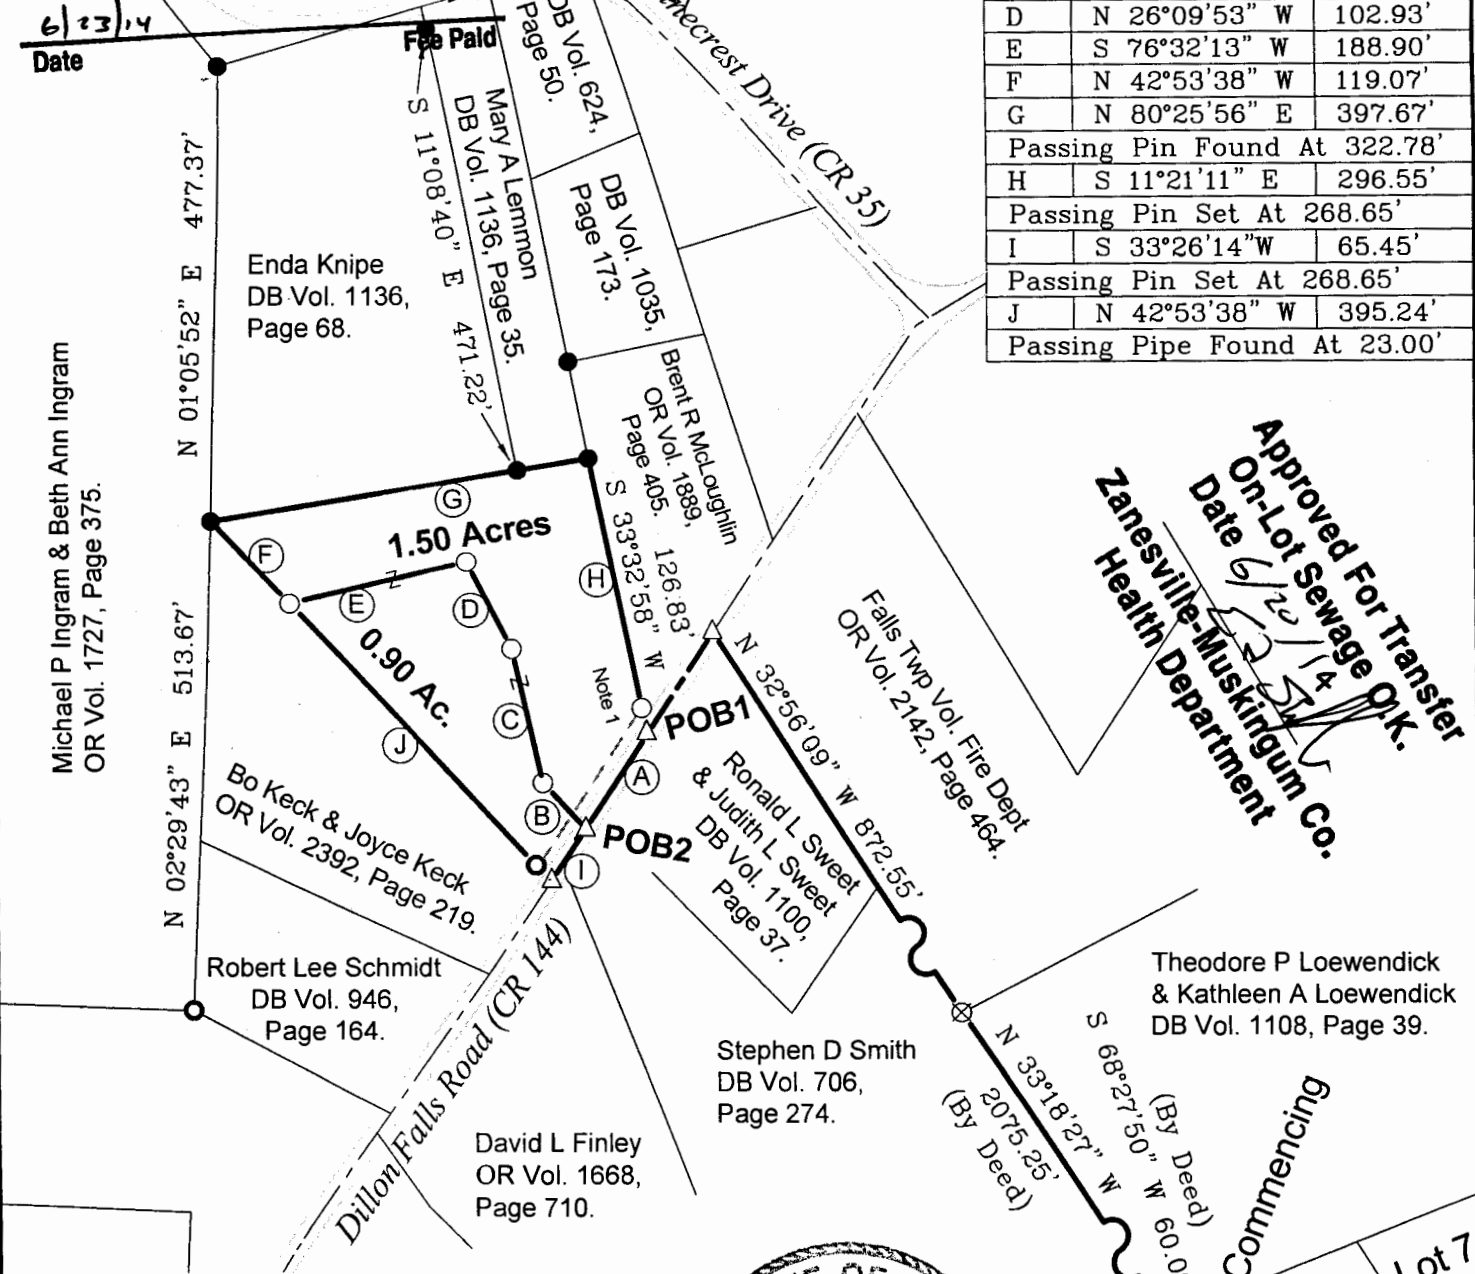 6/23/14
Date
Fee Paid
D N 26°09'53" W 102.93'
E S 76°32'13" W 188.90'
F N 42°53'38" W 119.07'
G N 80°25'56" E 397.67'
Passing Pin Found At 322.78'
H S 11°21'11" E 296.55'
Passing Pin Set At 268.65'
I S 33°26'14"W 65.45'
Passing Pin Set At 268.65'
J N 42°53'38" W 395.24'
Passing Pipe Found At 23.00'
DB Vol. 624,
Page 50.
Drive (CR 35)
Mary A Lemmon
DB Vol. 1136, Page 35.
S 11°08'40" E 471.22'
DB Vol. 1035,
Page 173.
N 01°05'52" E 477.37'
Enda Knipe
DB Vol. 1136,
Page 68.
Brent R McLoughlin
OR Vol. 1889,
Page 405.
S 33°32'58" W 126.83'
Michael P Ingram & Beth Ann Ingram
OR Vol. 1727, Page 375.
N 02°29'43" E 513.67'
G
1.50 Acres
F
E
Z
D
H
0.90 Ac.
Z
C
J
B
A
I
Note 1
POB1
POB2
Approved For Transfer
On-Lot Sewage O.K.
Date 6/20/14
Zanesville-Muskingum Co.
Health Department
Falls Twp Vol. Fire Dept
OR Vol. 2142, Page 464.
N 32°56'09" W 872.55'
Ronald L Sweet
& Judith L Sweet
DB Vol. 1100,
Page 37.
Bo Keck & Joyce Keck
OR Vol. 2392, Page 219.
Robert Lee Schmidt
DB Vol. 946,
Page 164.
Dillon Falls Road (CR 144)
Stephen D Smith
DB Vol. 706,
Page 274.
David L Finley
OR Vol. 1668,
Page 710.
Theodore P Loewendick
& Kathleen A Loewendick
DB Vol. 1108, Page 39.
N 33°18'27" W
2075.25'
(By Deed)
S 68°27'50" W 60.0
(By Deed)
Commencing
Lot 7